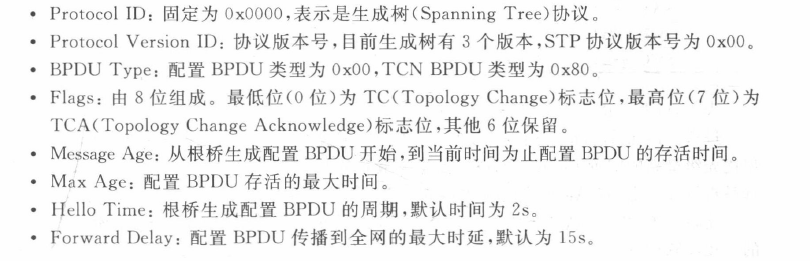 • Protocol ID：固定为 0x0000，表示是生成树(Spanning Tree)协议。
• Protocol Version ID：协议版本号，目前生成树有 3 个版本，STP 协议版本号为 0x00。
• BPDU Type：配置 BPDU 类型为 0x00，TCN BPDU 类型为 0x80。
• Flags：由 8 位组成。最低位(0 位)为 TC(Topology Change)标志位，最高位(7 位)为
TCA(Topology Change Acknowledge)标志位，其他 6 位保留。
• Message Age：从根桥生成配置 BPDU 开始，到当前时间为止配置 BPDU 的存活时间。
• Max Age：配置 BPDU 存活的最大时间。
• Hello Time：根桥生成配置 BPDU 的周期，默认时间为 2s。
• Forward Delay：配置 BPDU 传播到全网的最大时延，默认为 15s。